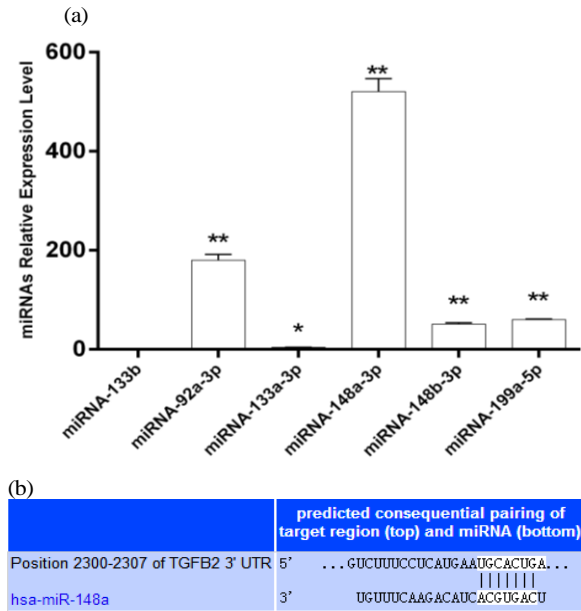 (a)
miRNAs Relative Expression Level
600
400
200
0
**
*
**
**
**
miRNA-133b
miRNA-92a-3p
miRNA-133a-3p
miRNA-148a-3p
miRNA-148b-3p
miRNA-199a-5p
(b)
predicted consequential pairing of
target region (top) and miRNA (bottom)
Position 2300-2307 of TGFB2 3' UTR 5' ...GUCUUUCCUCAUGAAUGCACUGA...
hsa-miR-148a 3' UGUUUCAAGACAUCACGUGACU